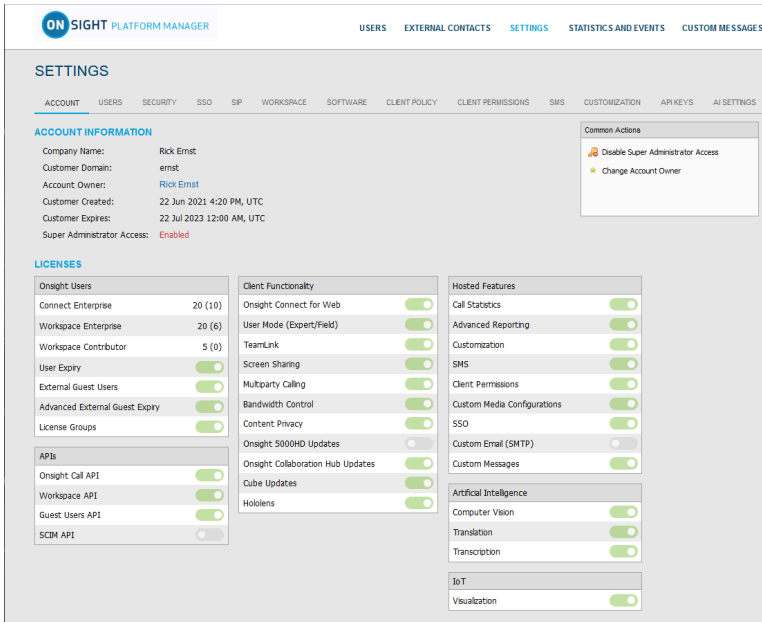 ON SIGHT PLATFORM MANAGER
USERS EXTERNAL CONTACTS SETTINGS STATISTICS AND EVENTS CUSTOM MESSAGES
SETTINGS
ACCOUNT USERS SECURITY SSO SIP WORKSPACE SOFTWARE CLIENT POLICY CLIENT PERMISSIONS SMS CUSTOMIZATION API KEYS AI SETTINGS
ACCOUNT INFORMATION
Company Name: Rick Ernst
Customer Domain: ernst
Account Owner: Rick Ernst
Customer Created: 22 Jun 2021 4:20 PM, UTC
Customer Expires: 22 Jul 2023 12:00 AM, UTC
Super Administrator Access: Enabled
Common Actions
Disable Super Administrator Access
Change Account Owner
LICENSES
Onsight Users
Connect Enterprise 20 (10)
Workspace Enterprise 20 (6)
Workspace Contributor 5 (0)
User Expiry
External Guest Users
Advanced External Guest Expiry
License Groups
APIs
Onsight Call API
Workspace API
Guest Users API
SCIM API
Client Functionality
Onsight Connect for Web
User Mode (Expert/Field)
TeamLink
Screen Sharing
Multiparty Calling
Bandwidth Control
Content Privacy
Onsight 5000HD Updates
Onsight Collaboration Hub Updates
Cube Updates
Hololens
Hosted Features
Call Statistics
Advanced Reporting
Customization
SMS
Client Permissions
Custom Media Configurations
SSO
Custom Email (SMTP)
Custom Messages
Artificial Intelligence
Computer Vision
Translation
Transcription
IoT
Visualization